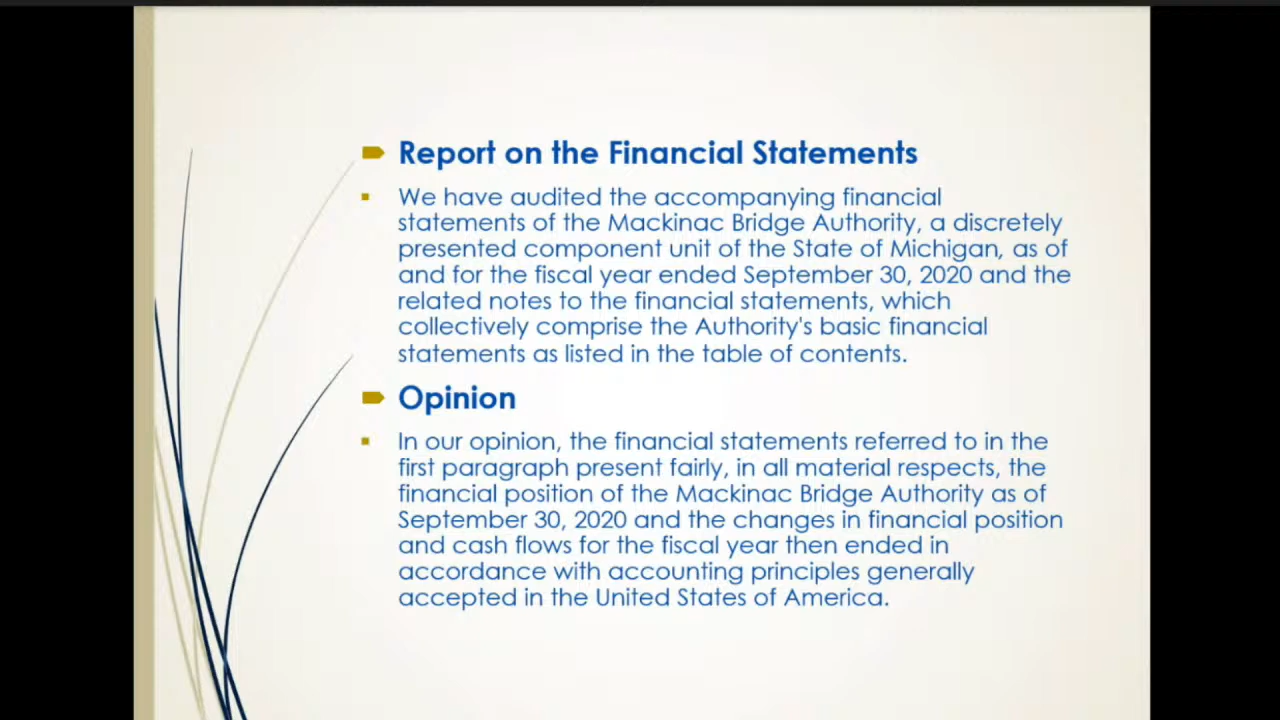 Report on the Financial Statements
We have audited the accompanying financial
statements of the Mackinac Bridge Authority, a discretely
presented component unit of the State of Michigan, as of
and for the fiscal year ended September 30, 2020 and the
related notes to the financial statements, which
collectively comprise the Authority's basic financial
statements as listed in the table of contents.
Opinion
In our opinion, the financial statements referred to in the
first paragraph present fairly, in all material respects, the
financial position of the Mackinac Bridge Authority as of
September 30, 2020 and the changes in financial position
and cash flows for the fiscal year then ended in
accordance with accounting principles generally
accepted in the United States of America.